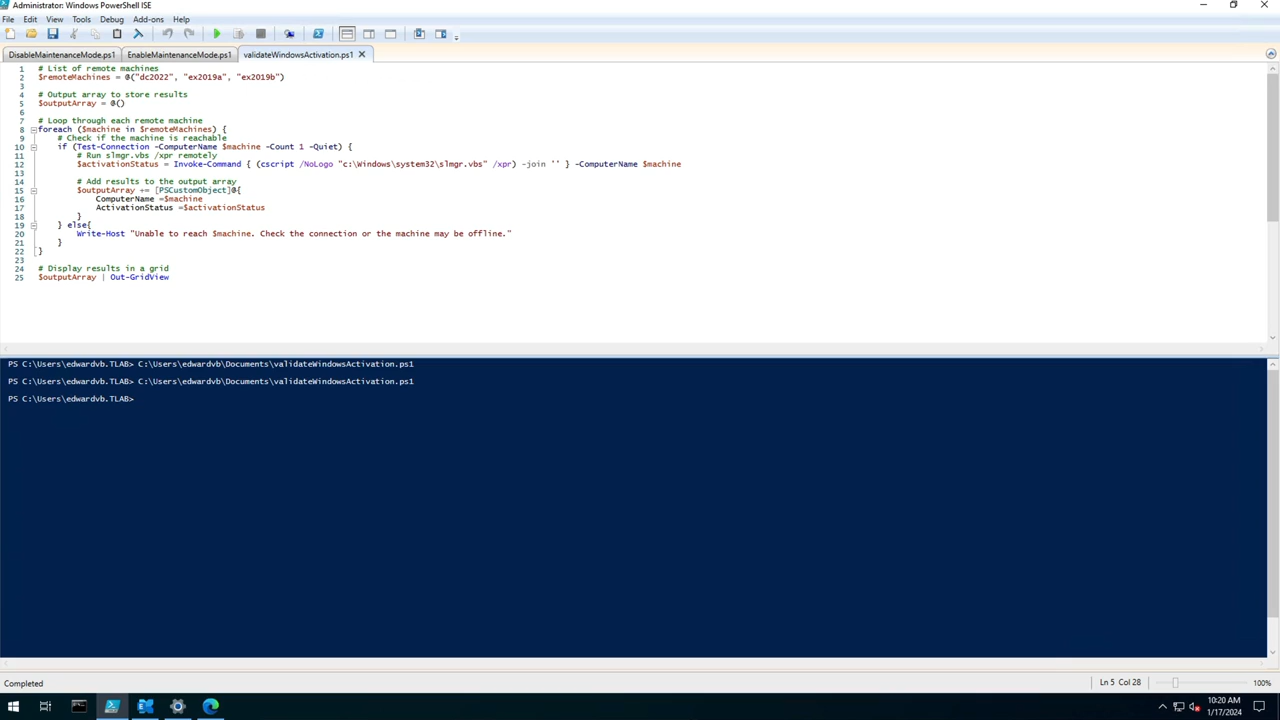 Administrator: Windows PowerShell ISE
File Edit View Tools Debug Add-ons Help
DisableMaintenanceMode.ps1 EnableMaintenanceMode.ps1 validateWindowsActivation.ps1
1 # List of remote machines
2 $remoteMachines = @("dc2022", "ex2019a", "ex2019b")
3
4 # Output array to store results
5 $outputArray = @()
6
7 # Loop through each remote machine
8 foreach ($machine in $remoteMachines) {
9 # Check if the machine is reachable
10 if (Test-Connection -ComputerName $machine -Count 1 -Quiet) {
11 # Run slmgr.vbs /xpr remotely
12 $activationStatus = Invoke-Command { (cscript /NoLogo "c:\Windows\system32\slmgr.vbs" /xpr) -join '' } -ComputerName $machine
13
14 # Add results to the output array
15 $outputArray += [PSCustomObject]@{
16 ComputerName =$machine
17 ActivationStatus =$activationStatus
18 }
19 } else{
20 Write-Host "Unable to reach $machine. Check the connection or the machine may be offline."
21 }
22 }
23
24 # Display results in a grid
25 $outputArray | Out-GridView
PS C:\Users\edwardvb.TLAB> C:\Users\edwardvb\Documents\validateWindowsActivation.ps1
PS C:\Users\edwardvb.TLAB> C:\Users\edwardvb\Documents\validateWindowsActivation.ps1
PS C:\Users\edwardvb.TLAB>
Completed
Ln 5 Col 28
100%
10:20 AM
1/17/2024